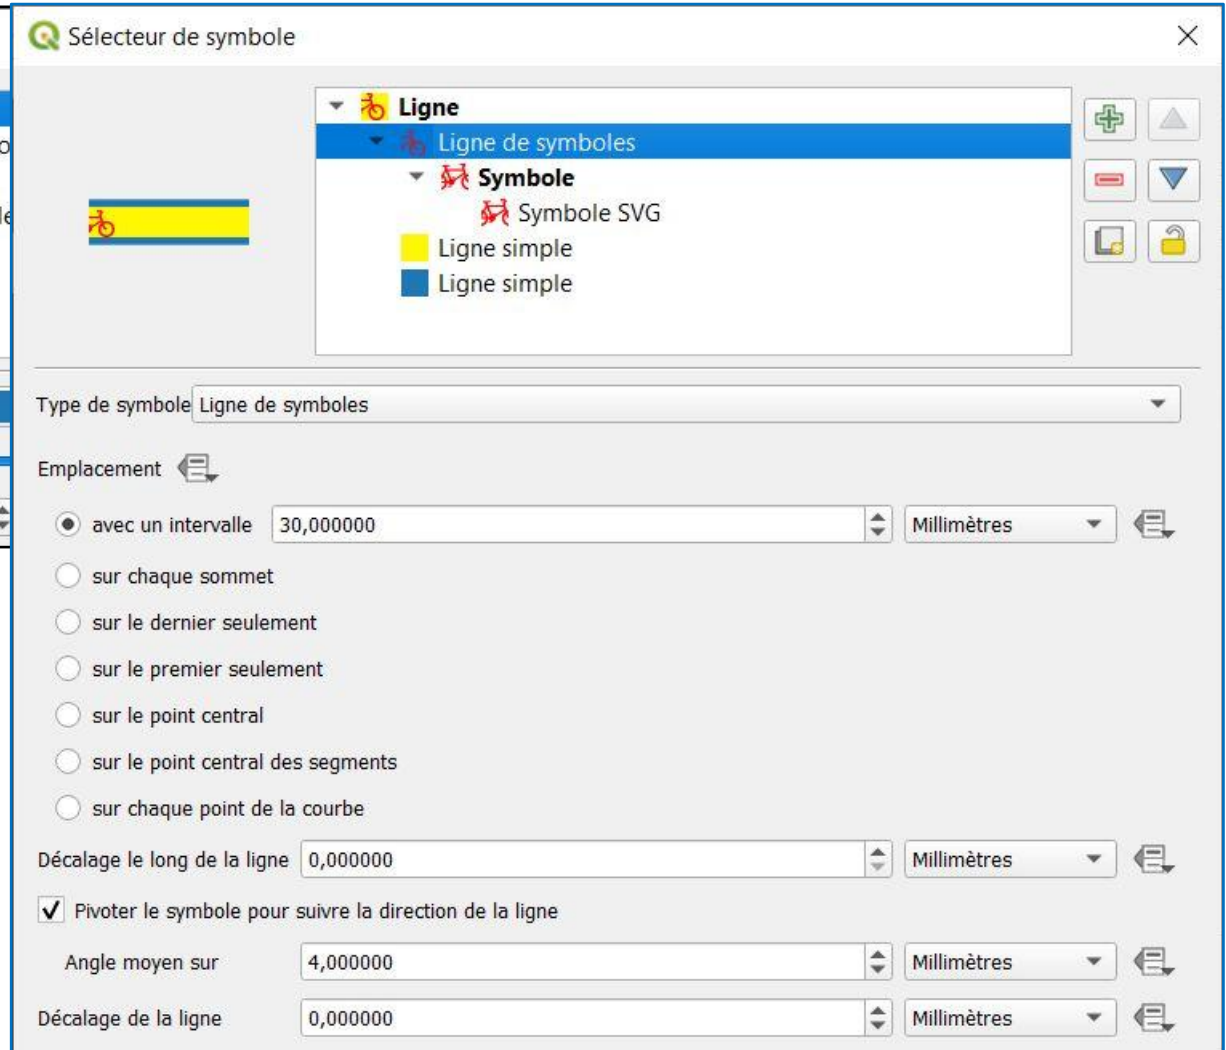 Sélecteur de symbole
Ligne
Ligne de symboles
Symbole
Symbole SVG
Ligne simple
Ligne simple
Type de symbole Ligne de symboles
Emplacement
avec un intervalle 30,000000 Millimètres
sur chaque sommet
sur le dernier seulement
sur le premier seulement
sur le point central
sur le point central des segments
sur chaque point de la courbe
Décalage le long de la ligne 0,000000 Millimètres
Pivoter le symbole pour suivre la direction de la ligne
Angle moyen sur 4,000000 Millimètres
Décalage de la ligne 0,000000 Millimètres